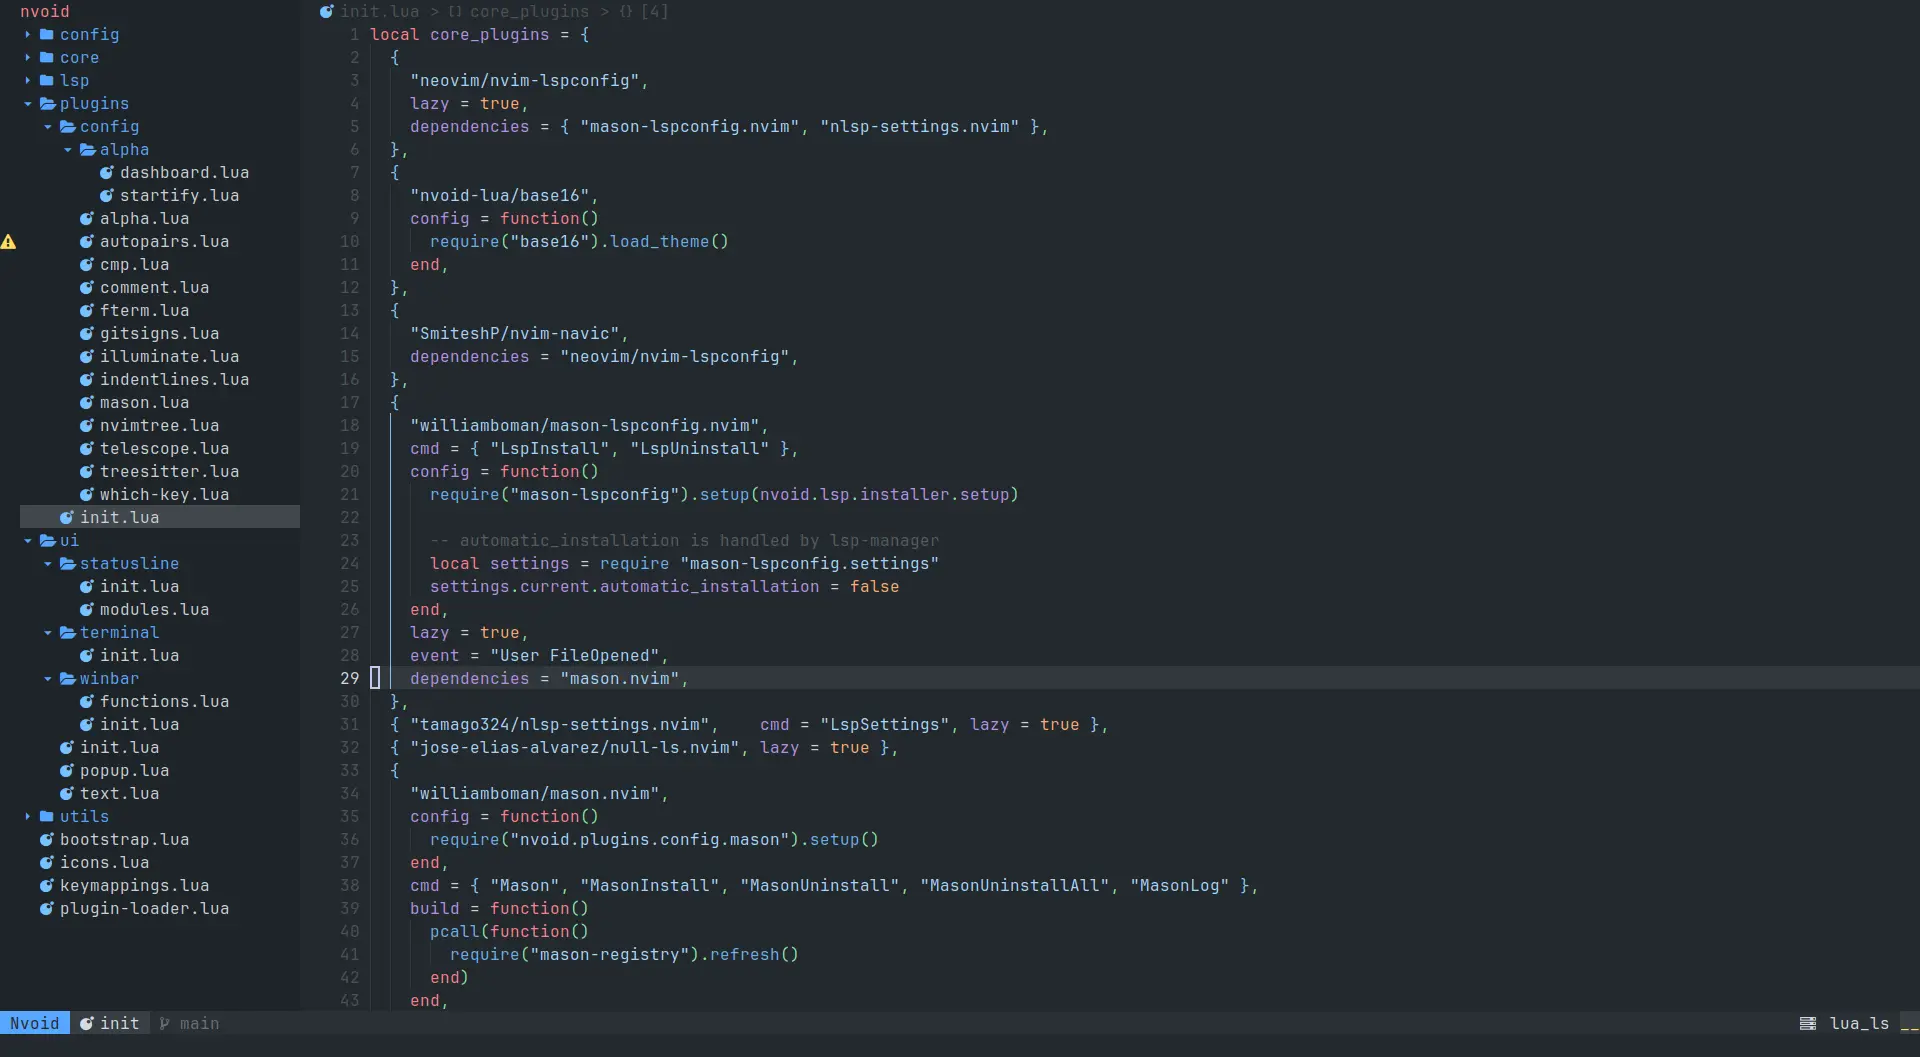 nvoid
config
core
lsp
plugins
config
alpha
dashboard.lua
startify.lua
alpha.lua
autopairs.lua
cmp.lua
comment.lua
fterm.lua
gitsigns.lua
illuminate.lua
indentlines.lua
mason.lua
nvimtree.lua
telescope.lua
treesitter.lua
which-key.lua
init.lua
ui
statusline
init.lua
modules.lua
terminal
init.lua
winbar
functions.lua
init.lua
init.lua
popup.lua
text.lua
utils
bootstrap.lua
icons.lua
keymappings.lua
plugin-loader.lua
init.lua > [] core_plugins > {} [4]
1 local core_plugins = {
2   {
3     "neovim/nvim-lspconfig",
4     lazy = true,
5     dependencies = { "mason-lspconfig.nvim", "nlsp-settings.nvim" },
6   },
7   {
8     "nvoid-lua/base16",
9     config = function()
10       require("base16").load_theme()
11     end,
12   },
13   {
14     "SmiteshP/nvim-navic",
15     dependencies = "neovim/nvim-lspconfig",
16   },
17   {
18     "williamboman/mason-lspconfig.nvim",
19     cmd = { "LspInstall", "LspUninstall" },
20     config = function()
21       require("mason-lspconfig").setup(nvoid.lsp.installer.setup)
22
23       -- automatic_installation is handled by lsp-manager
24       local settings = require "mason-lspconfig.settings"
25       settings.current.automatic_installation = false
26     end,
27     lazy = true,
28     event = "User FileOpened",
29     dependencies = "mason.nvim",
30   },
31   { "tamago324/nlsp-settings.nvim",    cmd = "LspSettings", lazy = true },
32   { "jose-elias-alvarez/null-ls.nvim", lazy = true },
33   {
34     "williamboman/mason.nvim",
35     config = function()
36       require("nvoid.plugins.config.mason").setup()
37     end,
38     cmd = { "Mason", "MasonInstall", "MasonUninstall", "MasonUninstallAll", "MasonLog" },
39     build = function()
40       pcall(function()
41         require("mason-registry").refresh()
42       end)
43     end,
Nvoid init main lua_ls __